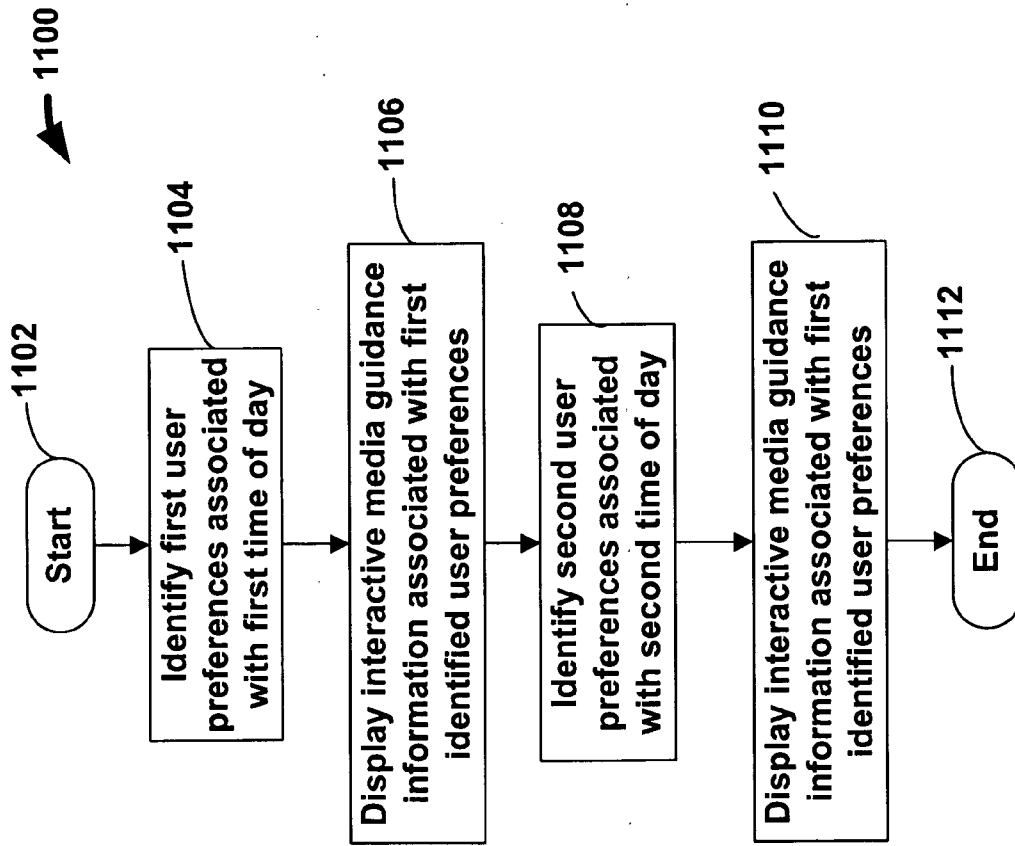 1100
1102
Start
1104
Identify first user
preferences associated
with first time of day
1106
Display interactive media guidance
information associated with first
identified user preferences
1108
Identify second user
preferences associated
with second time of day
1110
Display interactive media guidance
information associated with first
identified user preferences
1112
End